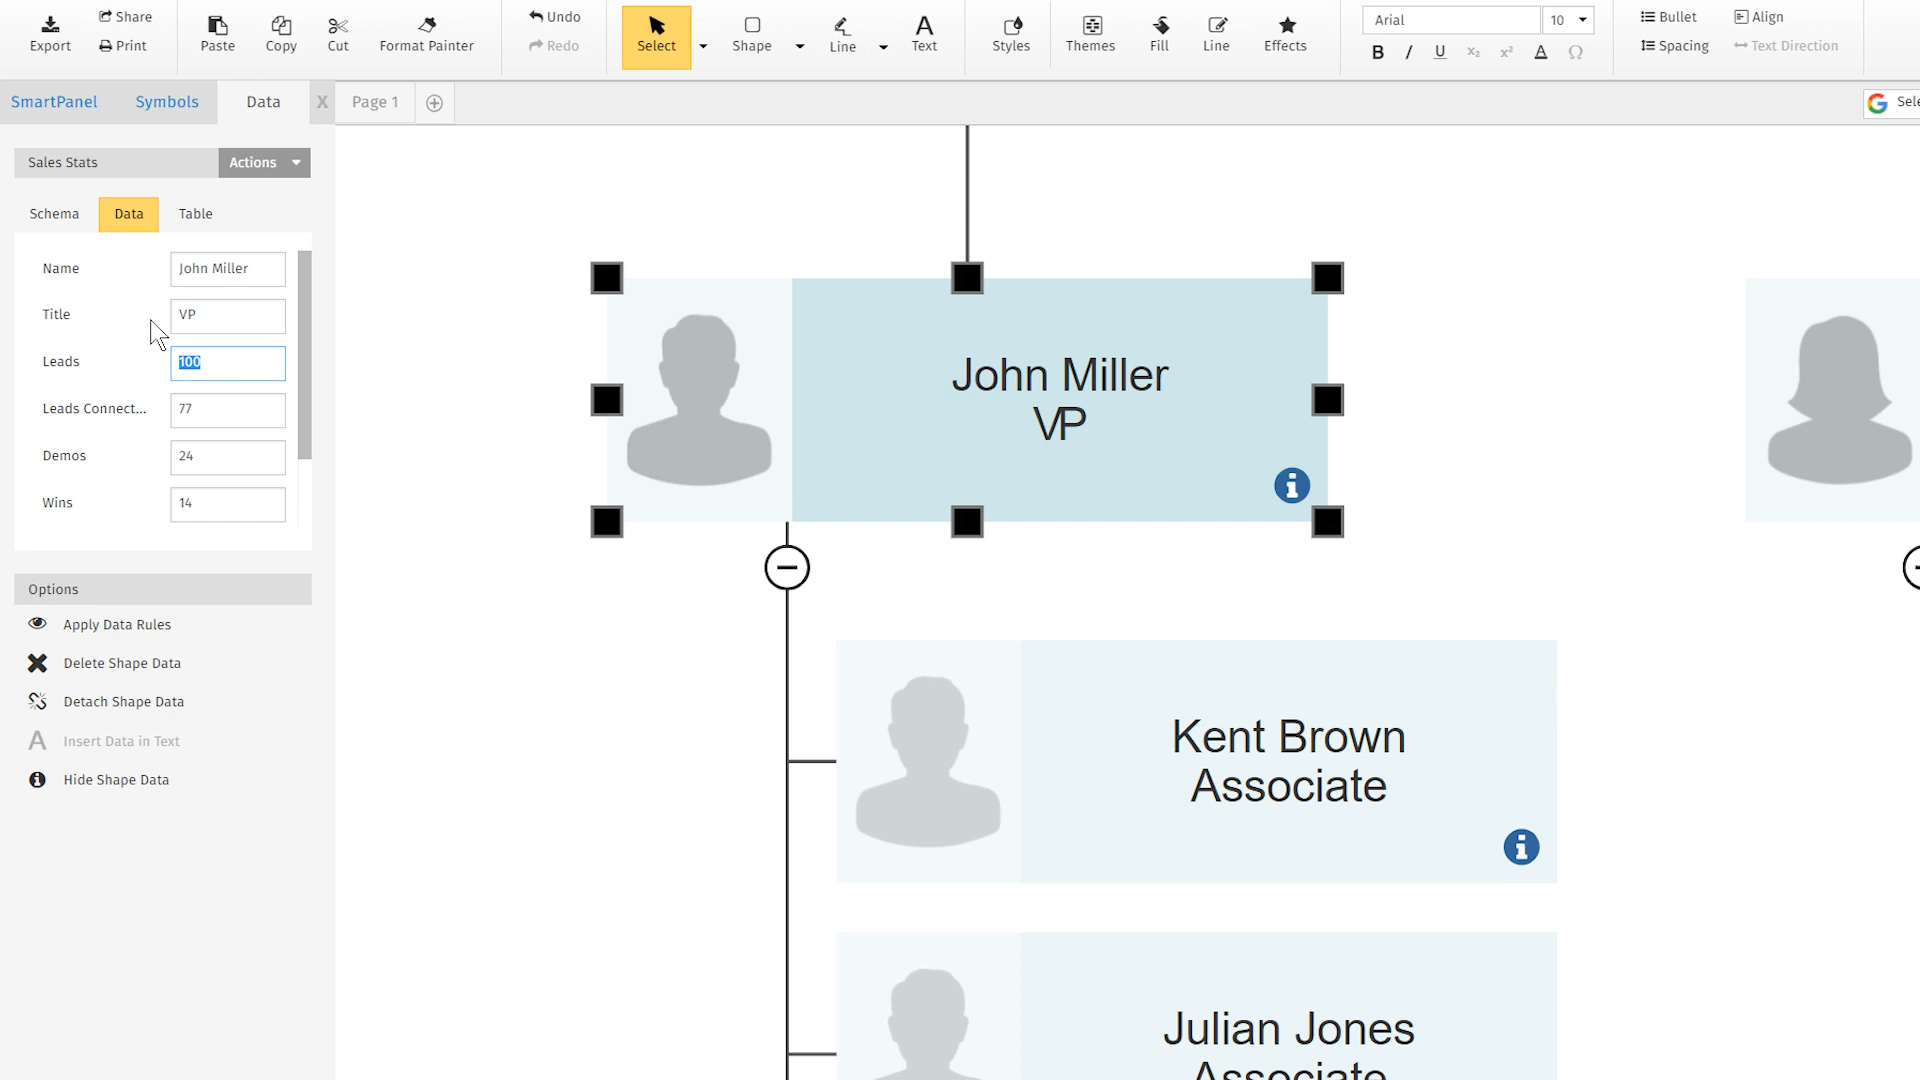 Export
Share
Print
Paste
Copy
Cut
Format Painter
Undo
Redo
Select
Shape
Line
A
Text
Styles
Themes
Fill
Line
Effects
Arial
10
B I U x₂ x² A Ω
Bullet
Align
Spacing
Text Direction
SmartPanel
Symbols
Data
X
Page 1
G Sele
Sales Stats
Actions
Schema
Data
Table
Name
John Miller
Title
VP
Leads
100
Leads Connect...
77
Demos
24
Wins
14
Options
Apply Data Rules
Delete Shape Data
Detach Shape Data
A Insert Data in Text
Hide Shape Data
John Miller
VP
i
Kent Brown
Associate
i
Julian Jones
Associate